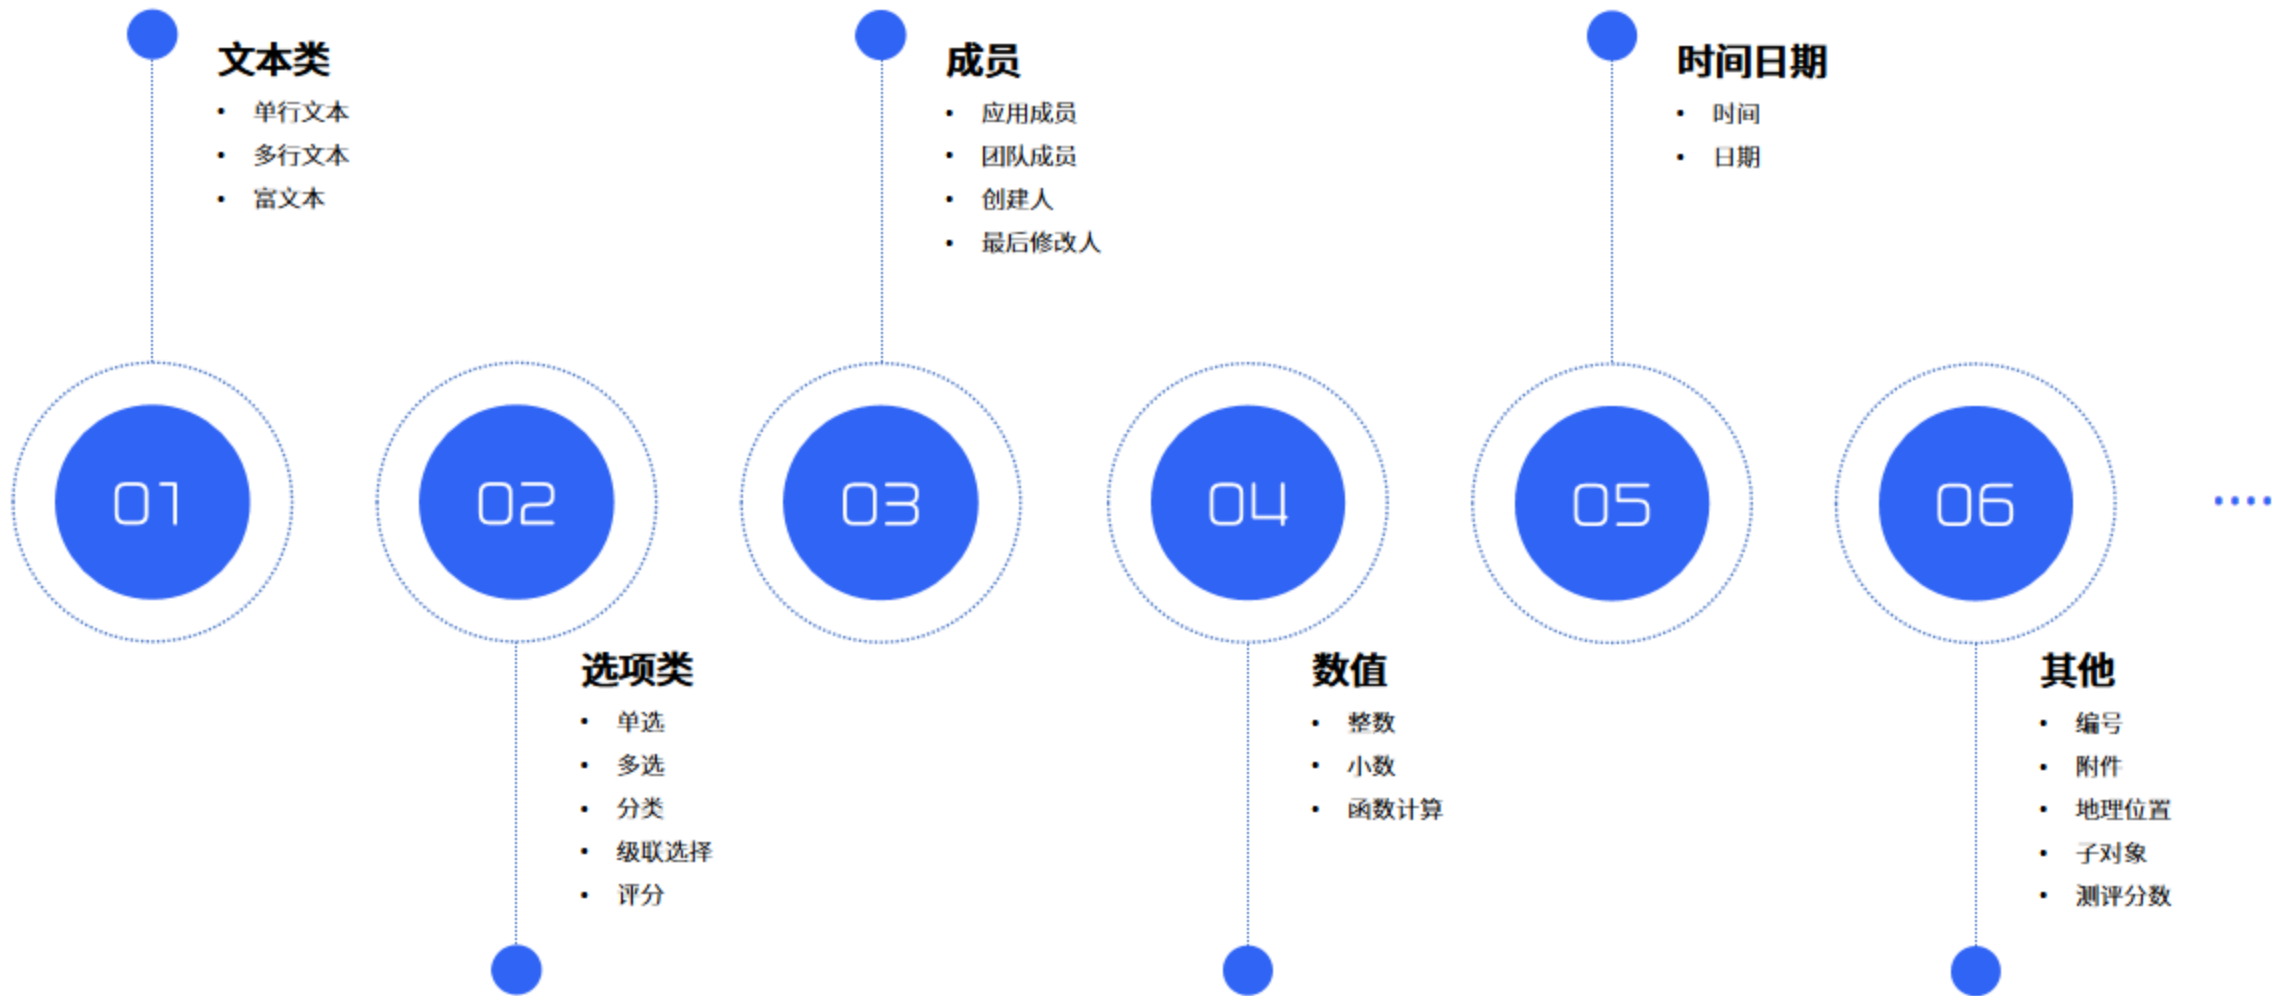 文本类
• 单行文本
• 多行文本
• 富文本
成员
• 应用成员
• 团队成员
• 创建人
• 最后修改人
时间日期
• 时间
• 日期
01
02
03
04
05
06
····
选项类
• 单选
• 多选
• 分类
• 级联选择
• 评分
数值
• 整数
• 小数
• 函数计算
其他
• 编号
• 附件
• 地理位置
• 子对象
• 测评分数